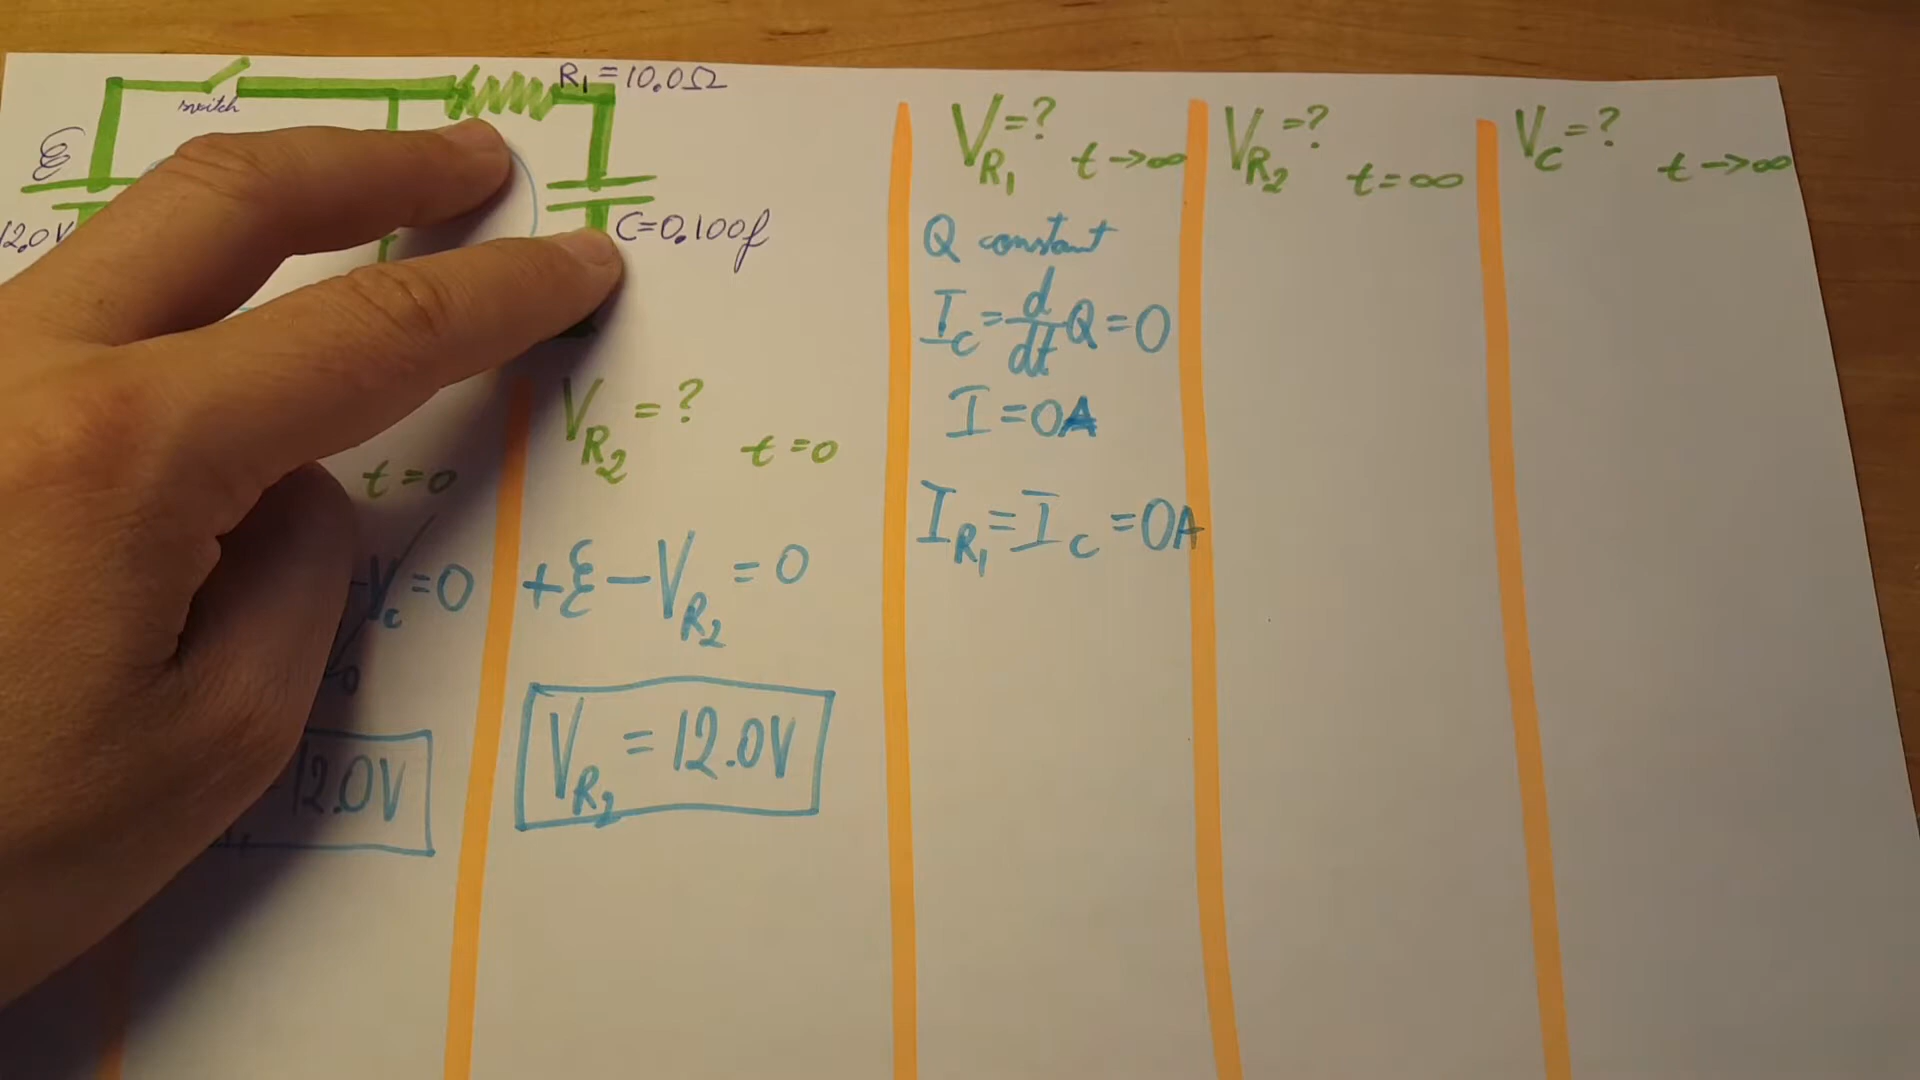 switch
R₁ = 10.0Ω
ℰ
12.0V
C=0.100f
t=0
-Vc=0
12.0V
V_R₂ = ?
t=0
+ℰ-V_R₂ = 0
V_R₂ = 12.0V
V_R₁ =? t→∞
Q constant
I_C = d/dt Q = 0
I = 0A
I_R₁ = I_C = 0A
V_R₂ =? t=∞
V_C =? t→∞